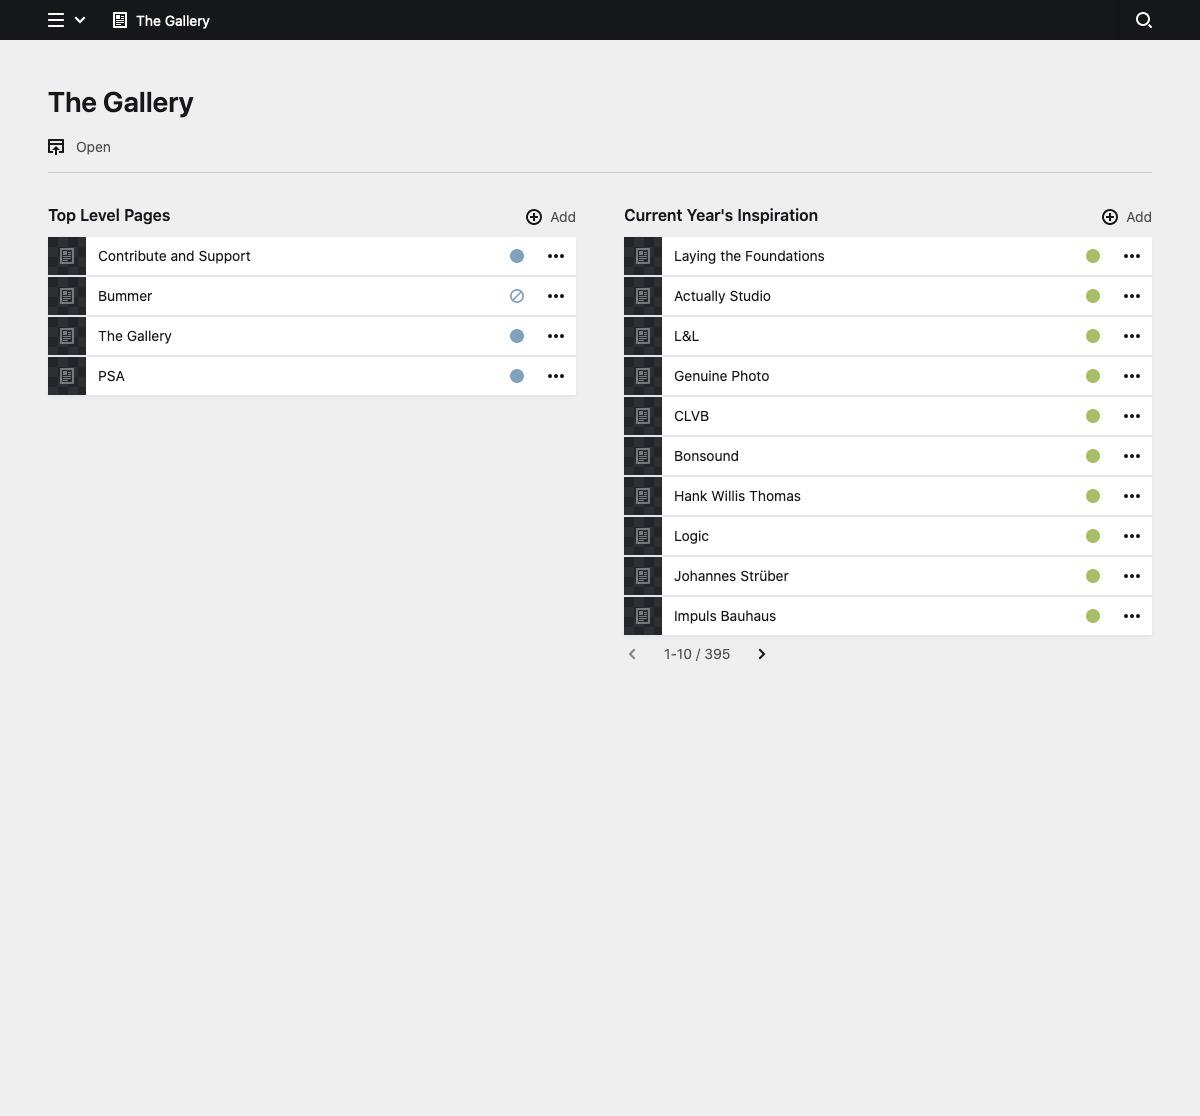 The Gallery
The Gallery
Open
Top Level Pages
Add
Contribute and Support
Bummer
The Gallery
PSA
Current Year's Inspiration
Add
Laying the Foundations
Actually Studio
L&L
Genuine Photo
CLVB
Bonsound
Hank Willis Thomas
Logic
Johannes Strüber
Impuls Bauhaus
1-10 / 395